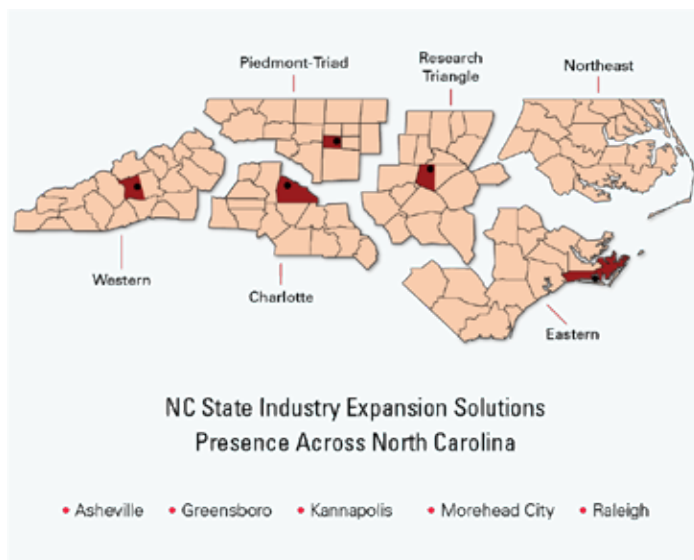 Piedmont-Triad
Research
Triangle
Northeast
Western
Charlotte
Eastern
NC State Industry Expansion Solutions
Presence Across North Carolina
• Asheville • Greensboro • Kannapolis • Morehead City • Raleigh